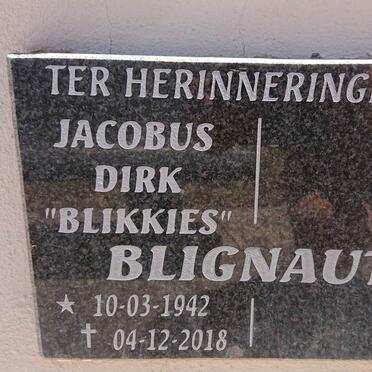 TER HERINNERING
JACOBUS
DIRK
"BLIKKIES"
BLIGNAUT
★ 10-03-1942
✝ 04-12-2018